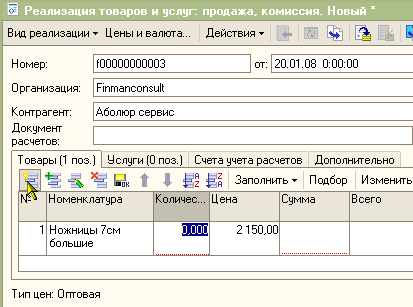 Реализация товаров и услуг: продажа, комиссия. Новый *
Вид реализации Цены и валюта... Действия
Номер: f00000000003 от: 20.01.08 0:00:00
Организация: Finmanconsult
Контрагент: Аболюр сервис
Документ
расчетов:
Товары (1 поз.) Услуги (0 поз.) Счета учета расчетов Дополнительно
Заполнить Подбор Изменить
№ Номенклатура Количес... Цена Сумма Всего
1 Ножницы 7см 0,000 2 150,00
большие
Тип цен: Оптовая